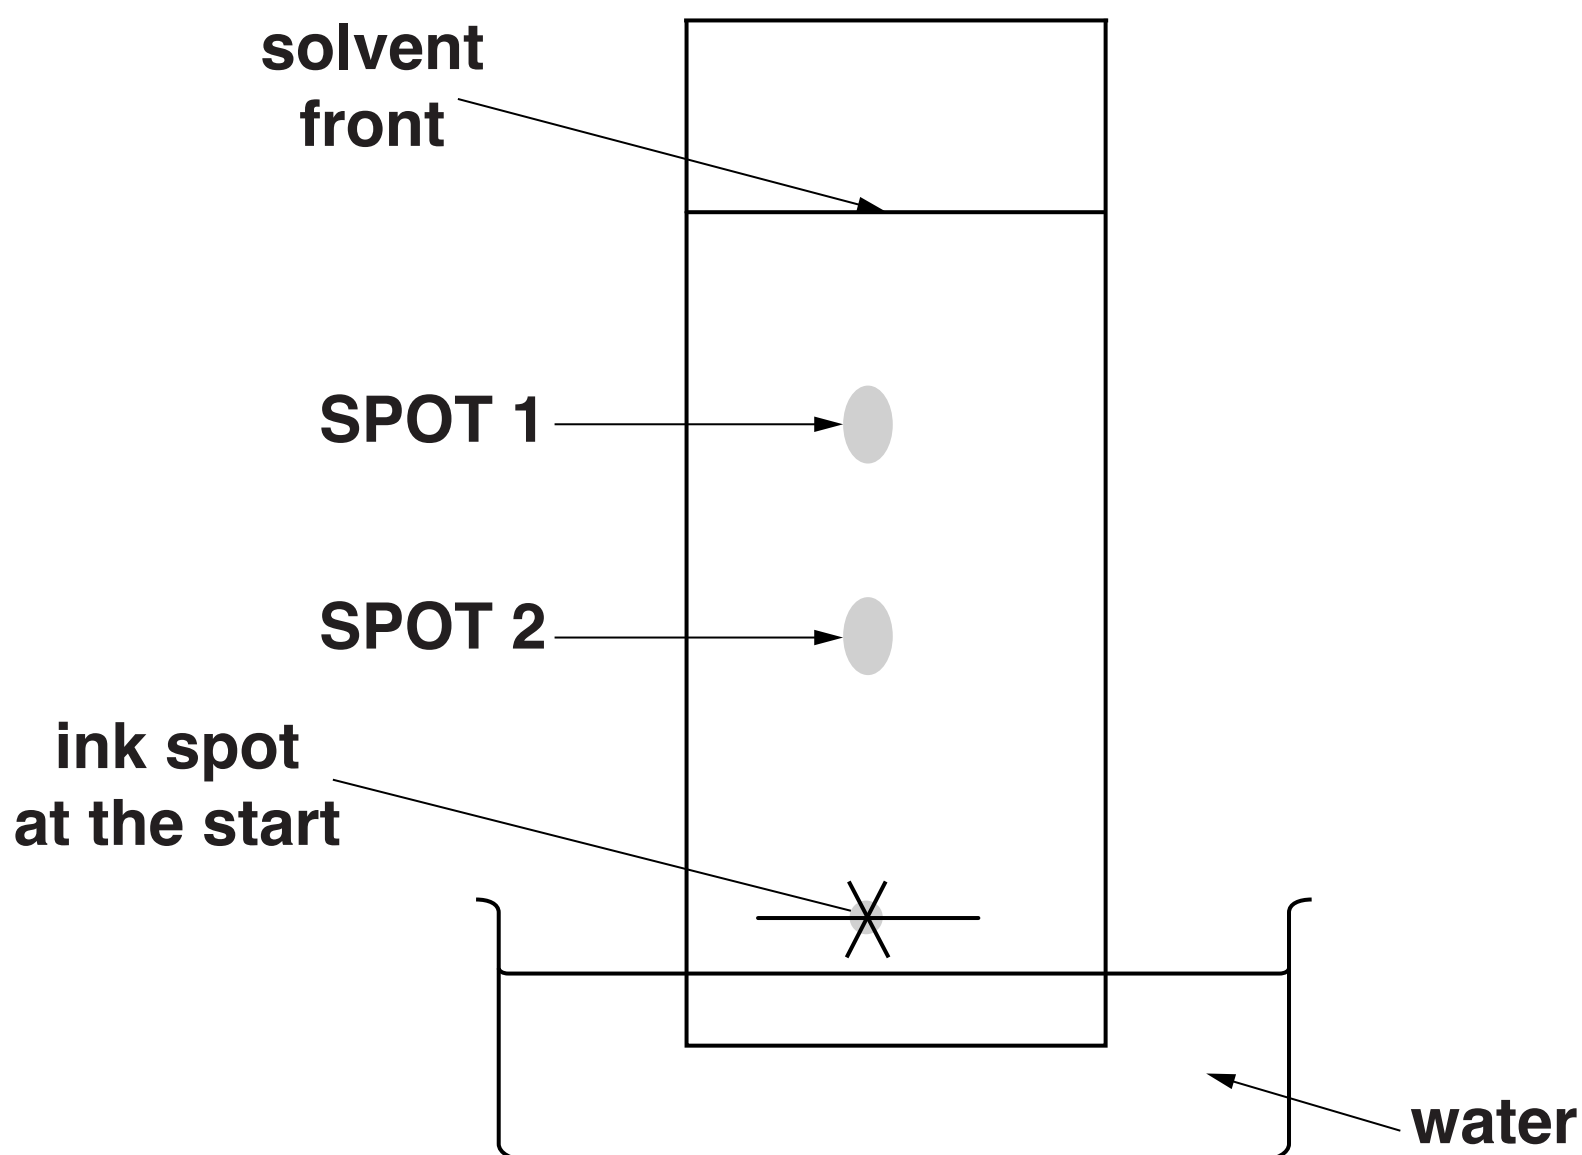 solvent
front
SPOT 1
SPOT 2
ink spot
at the start
water